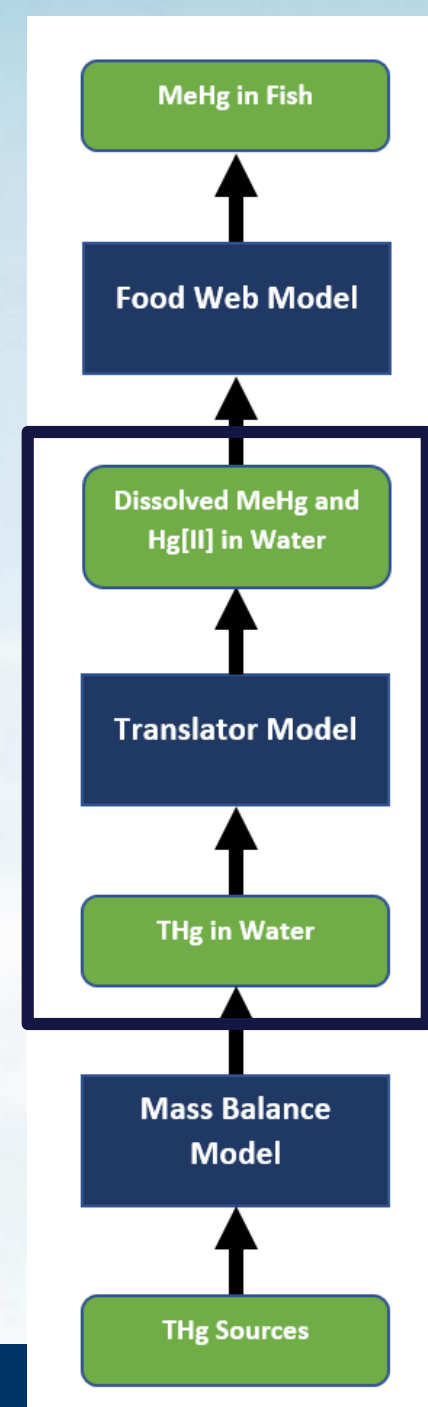 MeHg in Fish
Food Web Model
Dissolved MeHg and
Hg[II] in Water
Translator Model
THg in Water
Mass Balance
Model
THg Sources